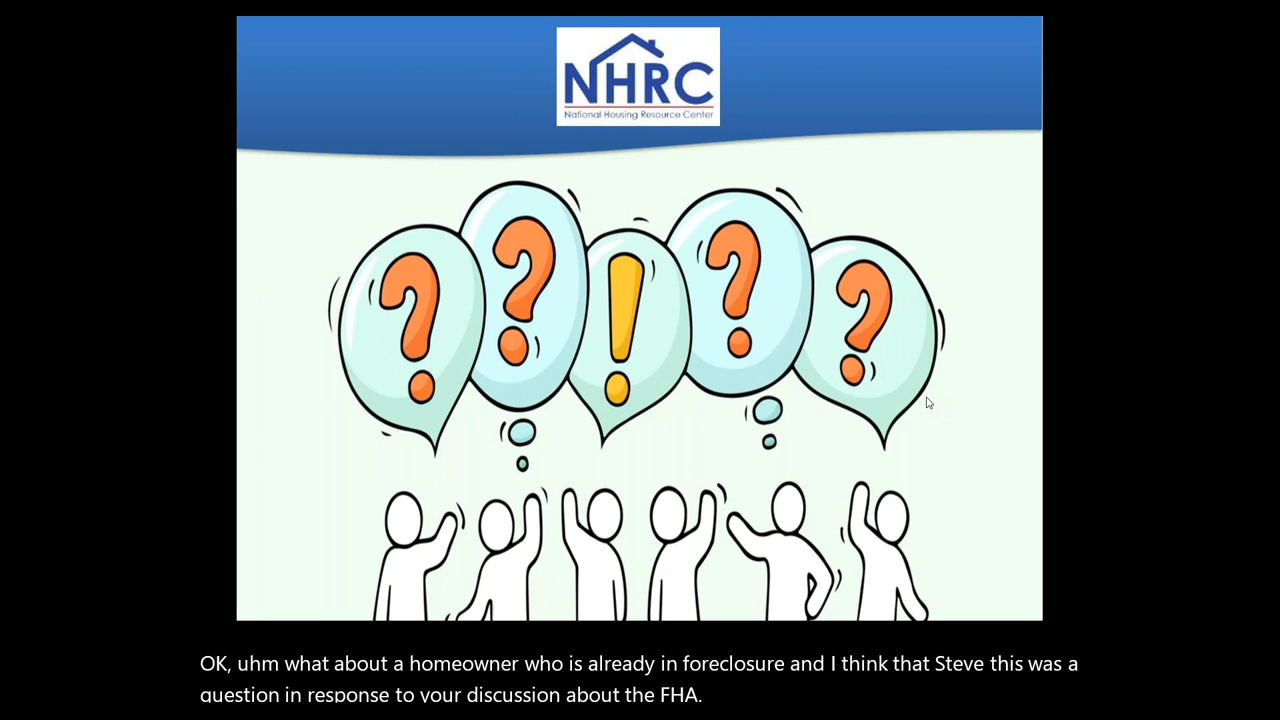 NHRC
National Housing Resource Center
? ? ! ? ?
OK, uhm what about a homeowner who is already in foreclosure and I think that Steve this was a
question in response to your discussion about the FHA.